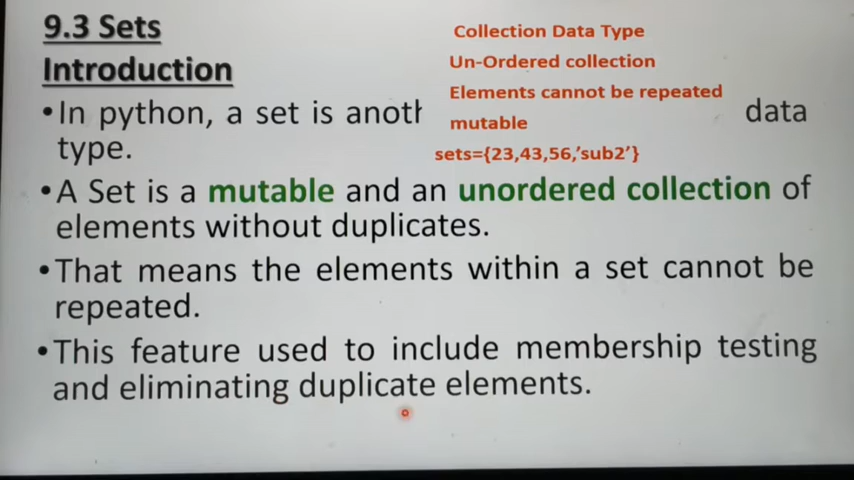 9.3 Sets
Introduction
•In python, a set is anoth data
type.
•A Set is a mutable and an unordered collection of
elements without duplicates.
•That means the elements within a set cannot be
repeated.
•This feature used to include membership testing
and eliminating duplicate elements.
Collection Data Type
Un-Ordered collection
Elements cannot be repeated
mutable
sets={23,43,56,’sub2’}